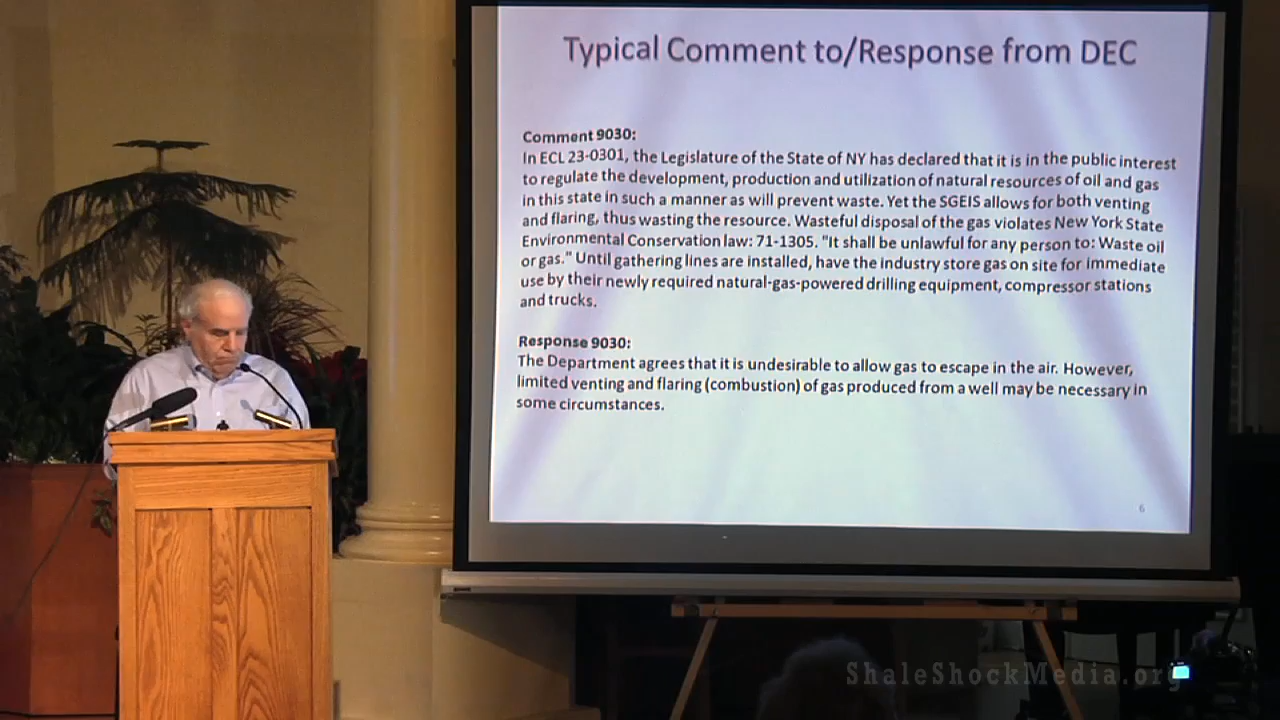 Typical Comment to/Response from DEC
Comment 9030:
In ECL 23-0301, the Legislature of the State of NY has declared that it is in the public interest
to regulate the development, production and utilization of natural resources of oil and gas
in this state in such a manner as will prevent waste. Yet the SGEIS allows for both venting
and flaring, thus wasting the resource. Wasteful disposal of the gas violates New York State
Environmental Conservation law: 71-1305. "It shall be unlawful for any person to: Waste oil
or gas." Until gathering lines are installed, have the industry store gas on site for immediate
use by their newly required natural-gas-powered drilling equipment, compressor stations
and trucks.
Response 9030:
The Department agrees that it is undesirable to allow gas to escape in the air. However,
limited venting and flaring (combustion) of gas produced from a well may be necessary in
some circumstances.
6
ShaleShockMedia.org